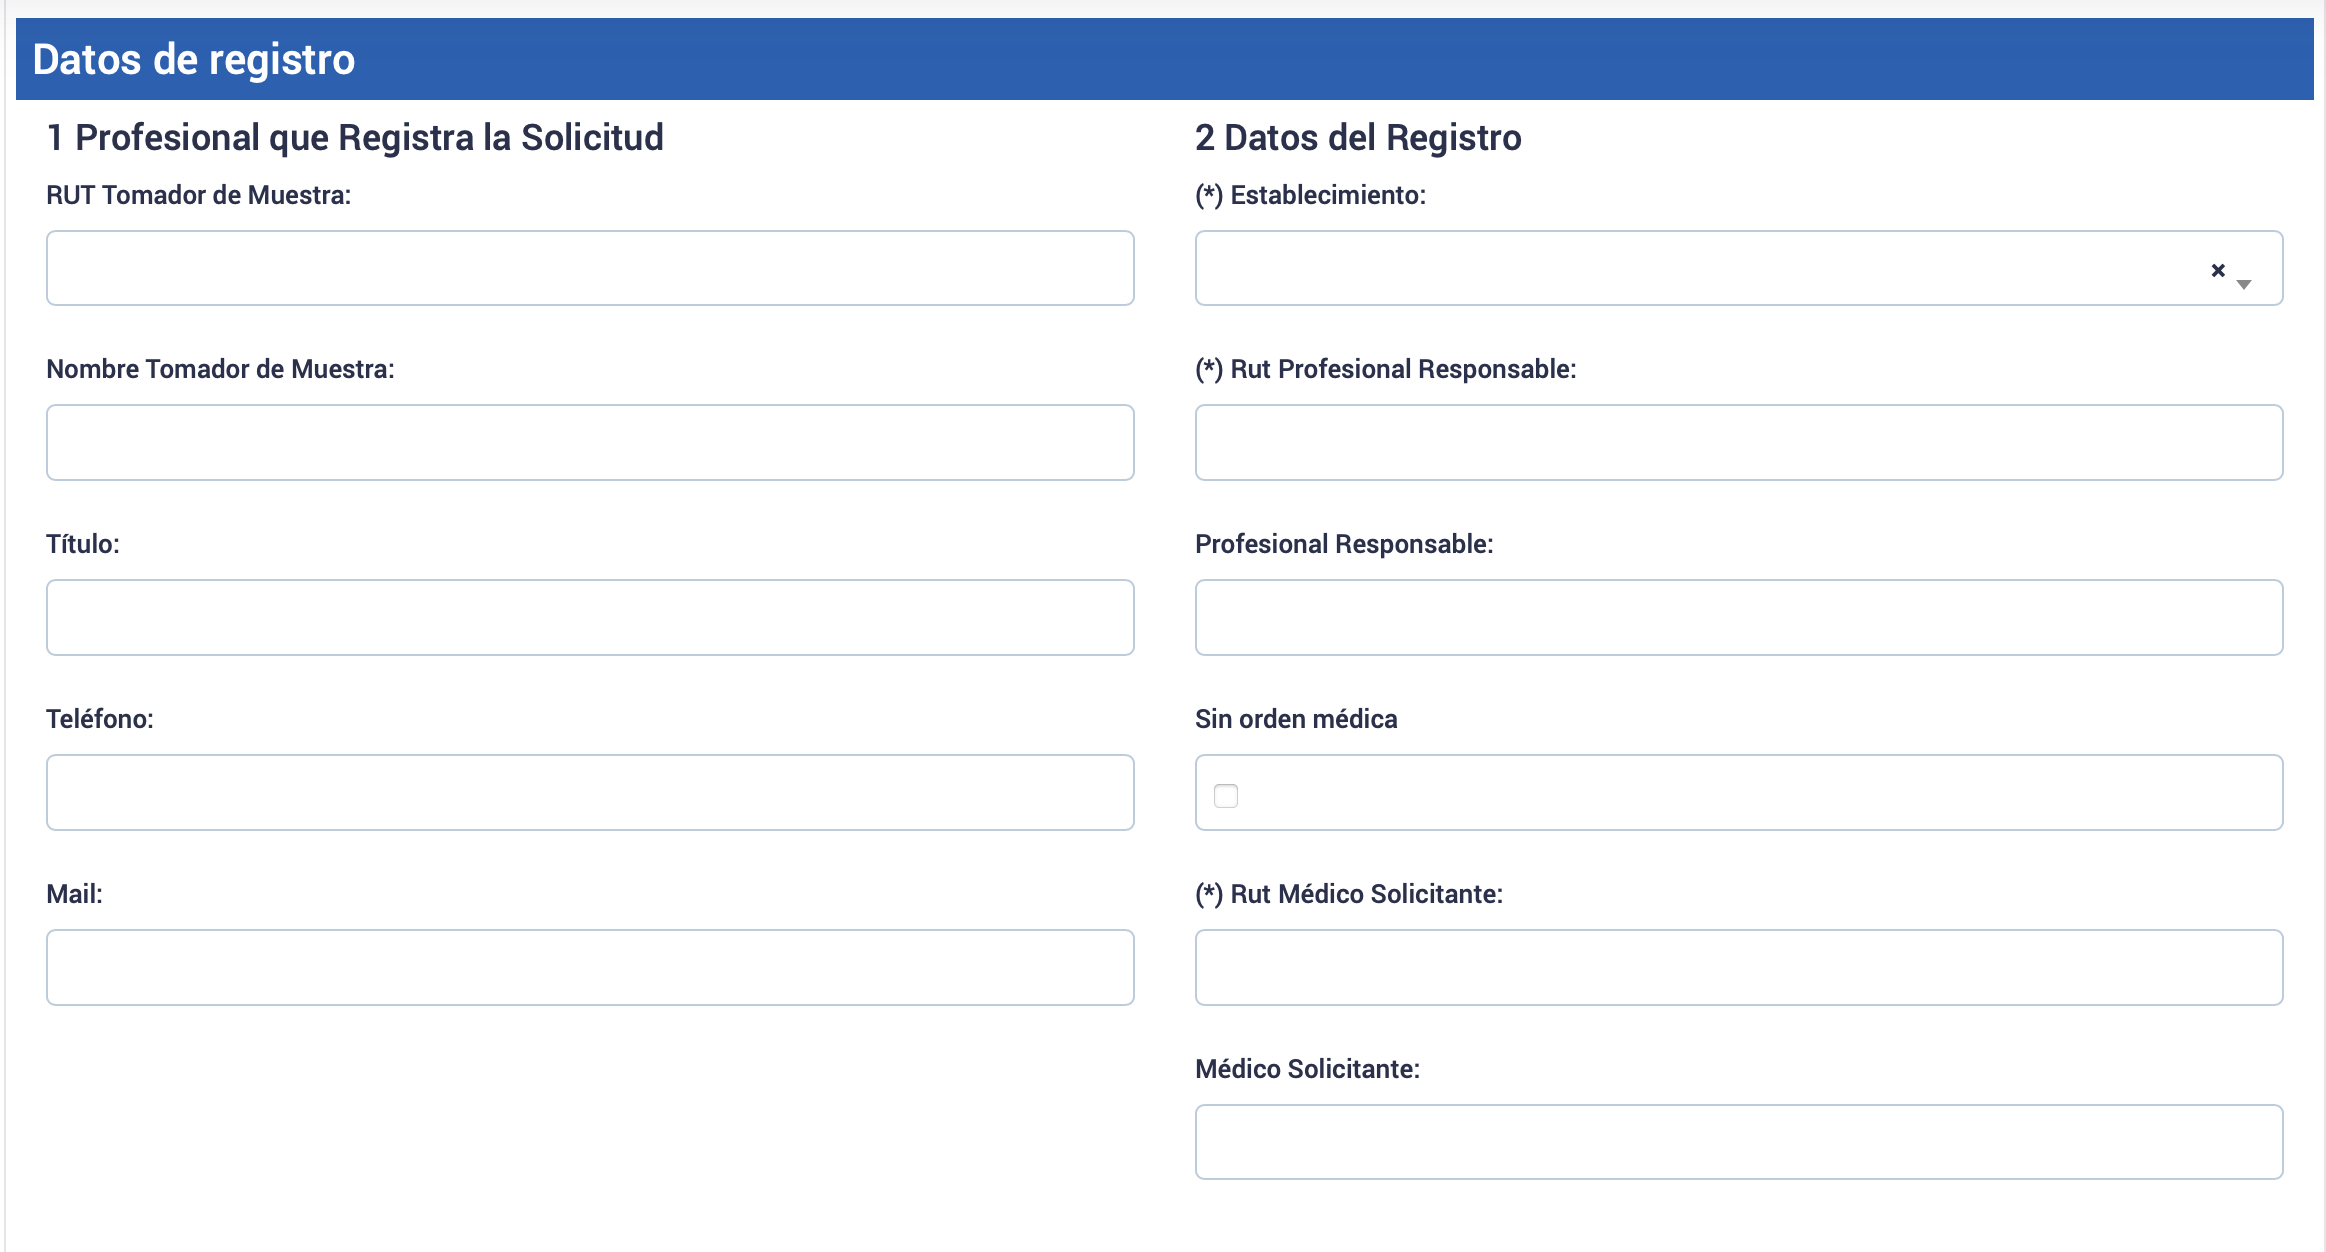 Datos de registro
1 Profesional que Registra la Solicitud
RUT Tomador de Muestra:
Nombre Tomador de Muestra:
Título:
Teléfono:
Mail:
2 Datos del Registro
(*) Establecimiento:
×
(*) Rut Profesional Responsable:
Profesional Responsable:
Sin orden médica
(*) Rut Médico Solicitante:
Médico Solicitante: